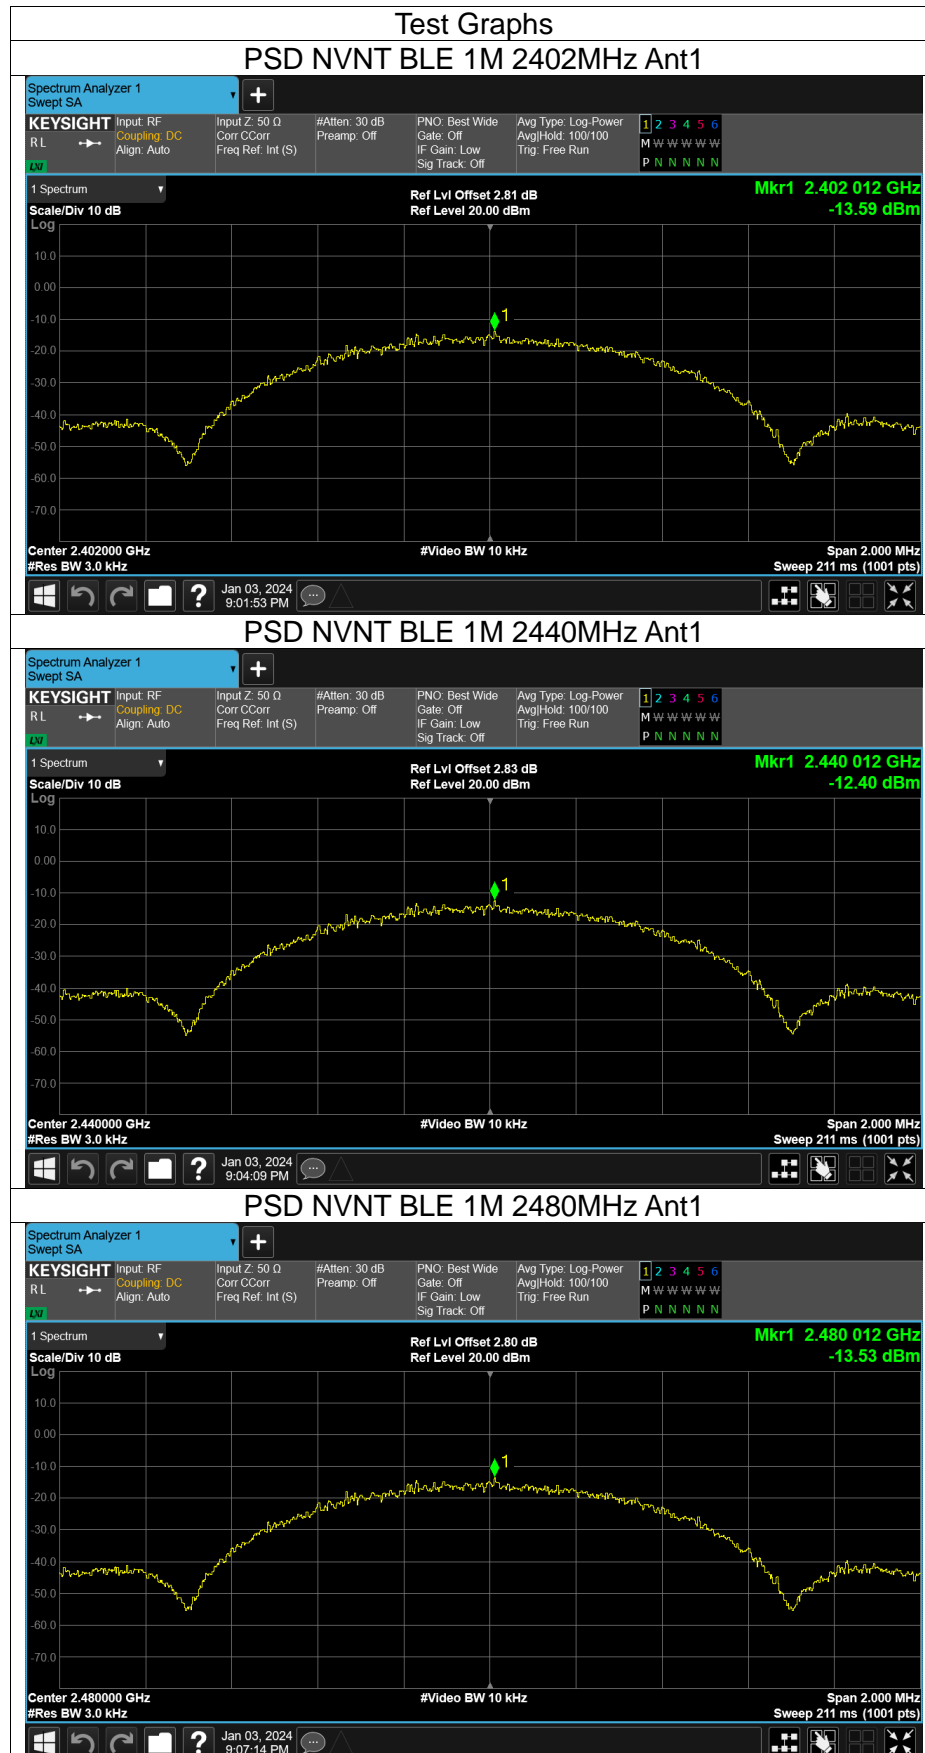 Test Graphs
PSD NVNT BLE 1M 2402MHz Ant1
Spectrum Analyzer 1
Swept SA
+
KEYSIGHT Input: RF Input Z: 50 Ω #Atten: 30 dB PNO: Best Wide Avg Type: Log-Power 1 2 3 4 5 6
RL Coupling: DC Corr CCorr Preamp: Off Gate: Off Avg|Hold: 100/100 M W W W W W
Align: Auto Freq Ref: Int (S) IF Gain: Low Trig: Free Run
LXI Sig Track: Off P N N N N N
1 Spectrum Ref Lvl Offset 2.81 dB Mkr1 2.402 012 GHz
Scale/Div 10 dB Ref Level 20.00 dBm -13.59 dBm
Log
10.0
0.00
1
-10.0
-20.0
-30.0
-40.0
-50.0
-60.0
-70.0
Center 2.402000 GHz #Video BW 10 kHz Span 2.000 MHz
#Res BW 3.0 kHz Sweep 211 ms (1001 pts)
? Jan 03, 2024
9:01:53 PM
PSD NVNT BLE 1M 2440MHz Ant1
Spectrum Analyzer 1
Swept SA
+
KEYSIGHT Input: RF Input Z: 50 Ω #Atten: 30 dB PNO: Best Wide Avg Type: Log-Power 1 2 3 4 5 6
RL Coupling: DC Corr CCorr Preamp: Off Gate: Off Avg|Hold: 100/100 M W W W W W
Align: Auto Freq Ref: Int (S) IF Gain: Low Trig: Free Run
LXI Sig Track: Off P N N N N N
1 Spectrum Ref Lvl Offset 2.83 dB Mkr1 2.440 012 GHz
Scale/Div 10 dB Ref Level 20.00 dBm -12.40 dBm
Log
10.0
0.00
1
-10.0
-20.0
-30.0
-40.0
-50.0
-60.0
-70.0
Center 2.440000 GHz #Video BW 10 kHz Span 2.000 MHz
#Res BW 3.0 kHz Sweep 211 ms (1001 pts)
? Jan 03, 2024
9:04:09 PM
PSD NVNT BLE 1M 2480MHz Ant1
Spectrum Analyzer 1
Swept SA
+
KEYSIGHT Input: RF Input Z: 50 Ω #Atten: 30 dB PNO: Best Wide Avg Type: Log-Power 1 2 3 4 5 6
RL Coupling: DC Corr CCorr Preamp: Off Gate: Off Avg|Hold: 100/100 M W W W W W
Align: Auto Freq Ref: Int (S) IF Gain: Low Trig: Free Run
LXI Sig Track: Off P N N N N N
1 Spectrum Ref Lvl Offset 2.80 dB Mkr1 2.480 012 GHz
Scale/Div 10 dB Ref Level 20.00 dBm -13.53 dBm
Log
10.0
0.00
1
-10.0
-20.0
-30.0
-40.0
-50.0
-60.0
-70.0
Center 2.480000 GHz #Video BW 10 kHz Span 2.000 MHz
#Res BW 3.0 kHz Sweep 211 ms (1001 pts)
? Jan 03, 2024
9:07:14 PM